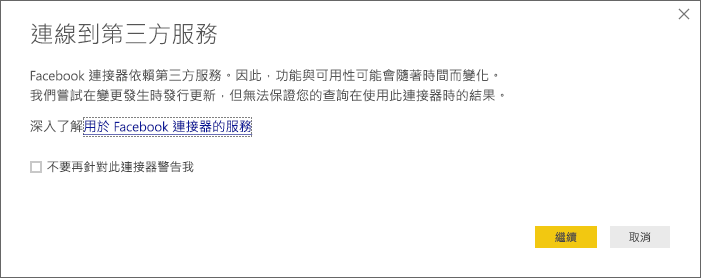 連線到第三方服務
Facebook 連接器依賴第三方服務。因此，功能與可用性可能會隨著時間而變化。
我們嘗試在變更發生時發行更新，但無法保證您的查詢在使用此連接器時的結果。
深入了解用於 Facebook 連接器的服務
不要再針對此連接器警告我
繼續 取消